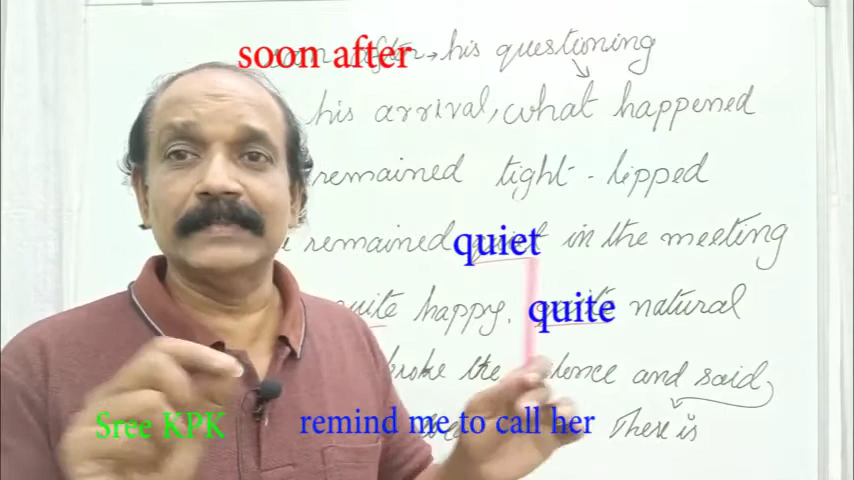 soon after → his questioning
his arrival, what happened
remained tight-lipped
remained quiet in the meeting
quite happy. quite natural
broke the silence and said,
Sree KPK remind me to call her There is